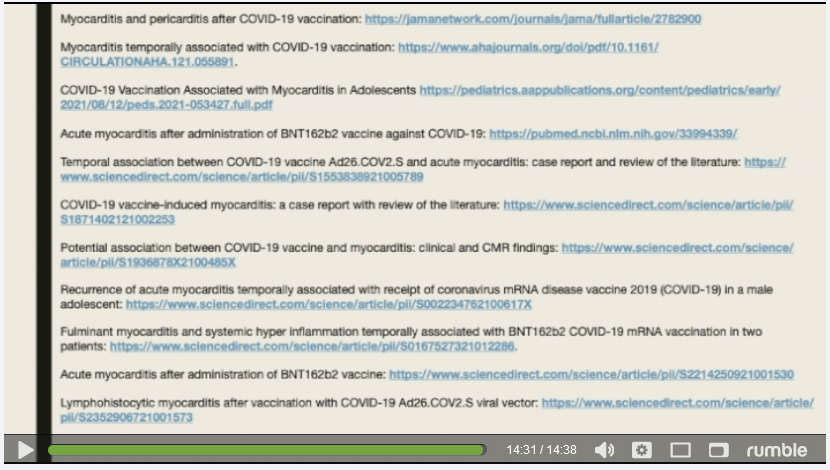 Myocarditis and pericarditis after COVID-19 vaccination: https://jamanetwork.com/journals/jama/fullarticle/2782900
Myocarditis temporally associated with COVID-19 vaccination: https://www.ahajournals.org/doi/pdf/10.1161/
CIRCULATIONAHA.121.055891.
COVID-19 Vaccination Associated with Myocarditis in Adolescents https://pediatrics.aappublications.org/content/pediatrics/early/
2021/08/12/peds.2021-053427.full.pdf
Acute myocarditis after administration of BNT162b2 vaccine against COVID-19: https://pubmed.ncbi.nlm.nih.gov/33994339/
Temporal association between COVID-19 vaccine Ad26.COV2.S and acute myocarditis: case report and review of the literature: https://
www.sciencedirect.com/science/article/pii/S1553838921005789
COVID-19 vaccine-induced myocarditis: a case report with review of the literature: https://www.sciencedirect.com/science/article/pii/
S1871402121002253
Potential association between COVID-19 vaccine and myocarditis: clinical and CMR findings: https://www.sciencedirect.com/science/
article/pii/S1936878X2100485X
Recurrence of acute myocarditis temporally associated with receipt of coronavirus mRNA disease vaccine 2019 (COVID-19) in a male
adolescent: https://www.sciencedirect.com/science/article/pii/S002234762100617X
Fulminant myocarditis and systemic hyper inflammation temporally associated with BNT162b2 COVID-19 mRNA vaccination in two
patients: https://www.sciencedirect.com/science/article/pii/S0167527321012286.
Acute myocarditis after administration of BNT162b2 vaccine: https://www.sciencedirect.com/science/article/pii/S2214250921001530
Lymphohistocytic myocarditis after vaccination with COVID-19 Ad26.COV2.S viral vector: https://www.sciencedirect.com/science/article/
pii/S2352906721001573
14:31 / 14:38
rumble